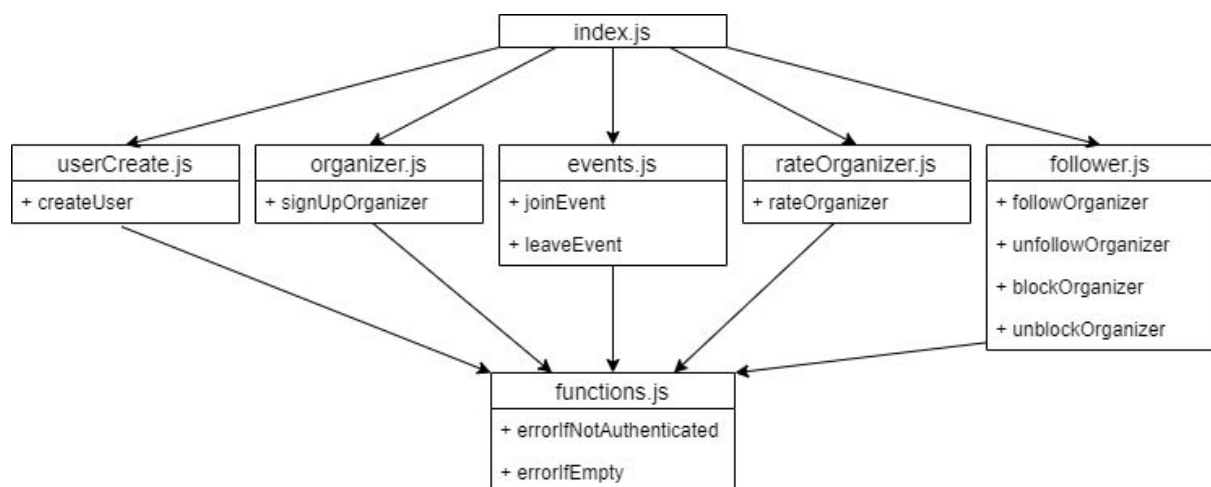 index.js
userCreate.js
+ createUser
organizer.js
+ signUpOrganizer
events.js
+ joinEvent
+ leaveEvent
rateOrganizer.js
+ rateOrganizer
follower.js
+ followOrganizer
+ unfollowOrganizer
+ blockOrganizer
+ unblockOrganizer
functions.js
+ errorIfNotAuthenticated
+ errorIfEmpty